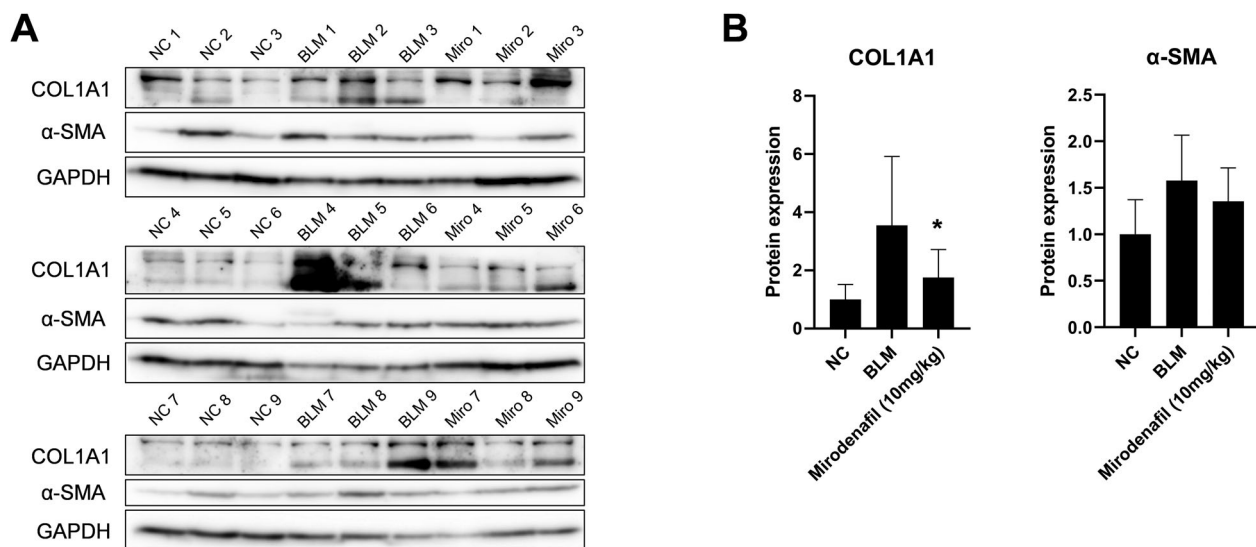 A
NC 1 NC 2 NC 3 BLM 1 BLM 2 BLM 3 Miro 1 Miro 2 Miro 3
COL1A1
α-SMA
GAPDH
NC 4 NC 5 NC 6 BLM 4 BLM 5 BLM 6 Miro 4 Miro 5 Miro 6
COL1A1
α-SMA
GAPDH
NC 7 NC 8 NC 9 BLM 7 BLM 8 BLM 9 Miro 7 Miro 8 Miro 9
COL1A1
α-SMA
GAPDH
B
COL1A1
Protein expression
8
6
4
2
0
*
NC
BLM
Mirodenafil (10mg/kg)
α-SMA
Protein expression
2.5
2.0
1.5
1.0
0.5
0.0
NC
BLM
Mirodenafil (10mg/kg)